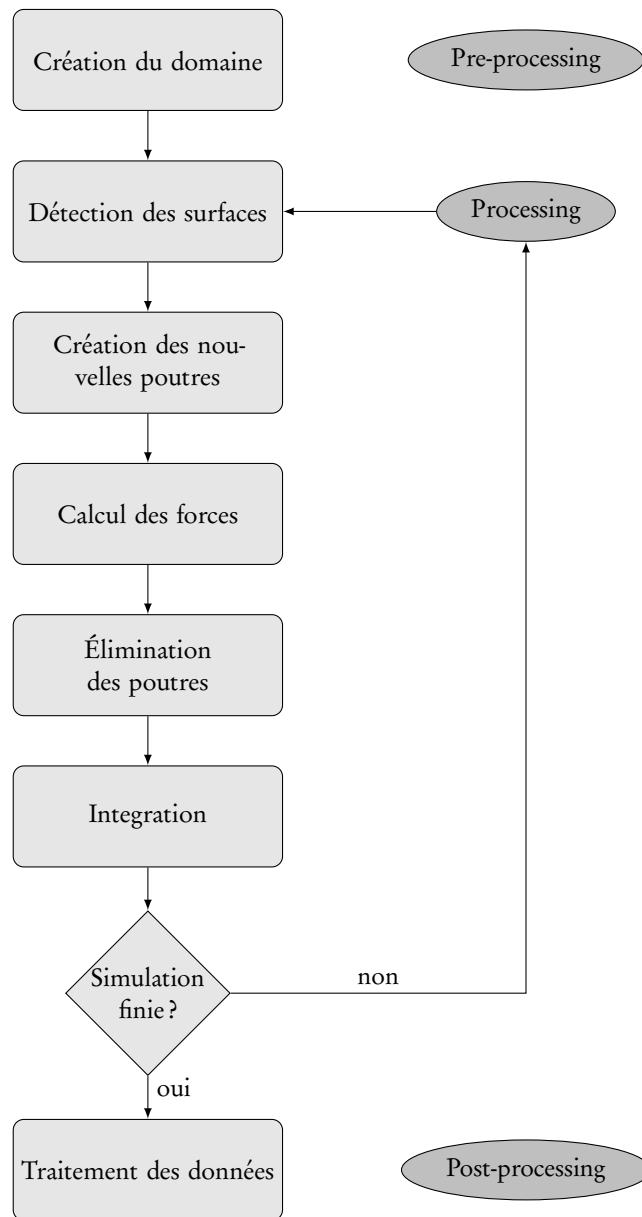 Création du domaine
Pre-processing
Détection des surfaces
Processing
Création des nou-
velles poutres
Calcul des forces
Élimination
des poutres
Integration
Simulation
finie ?
non
oui
Traitement des données
Post-processing